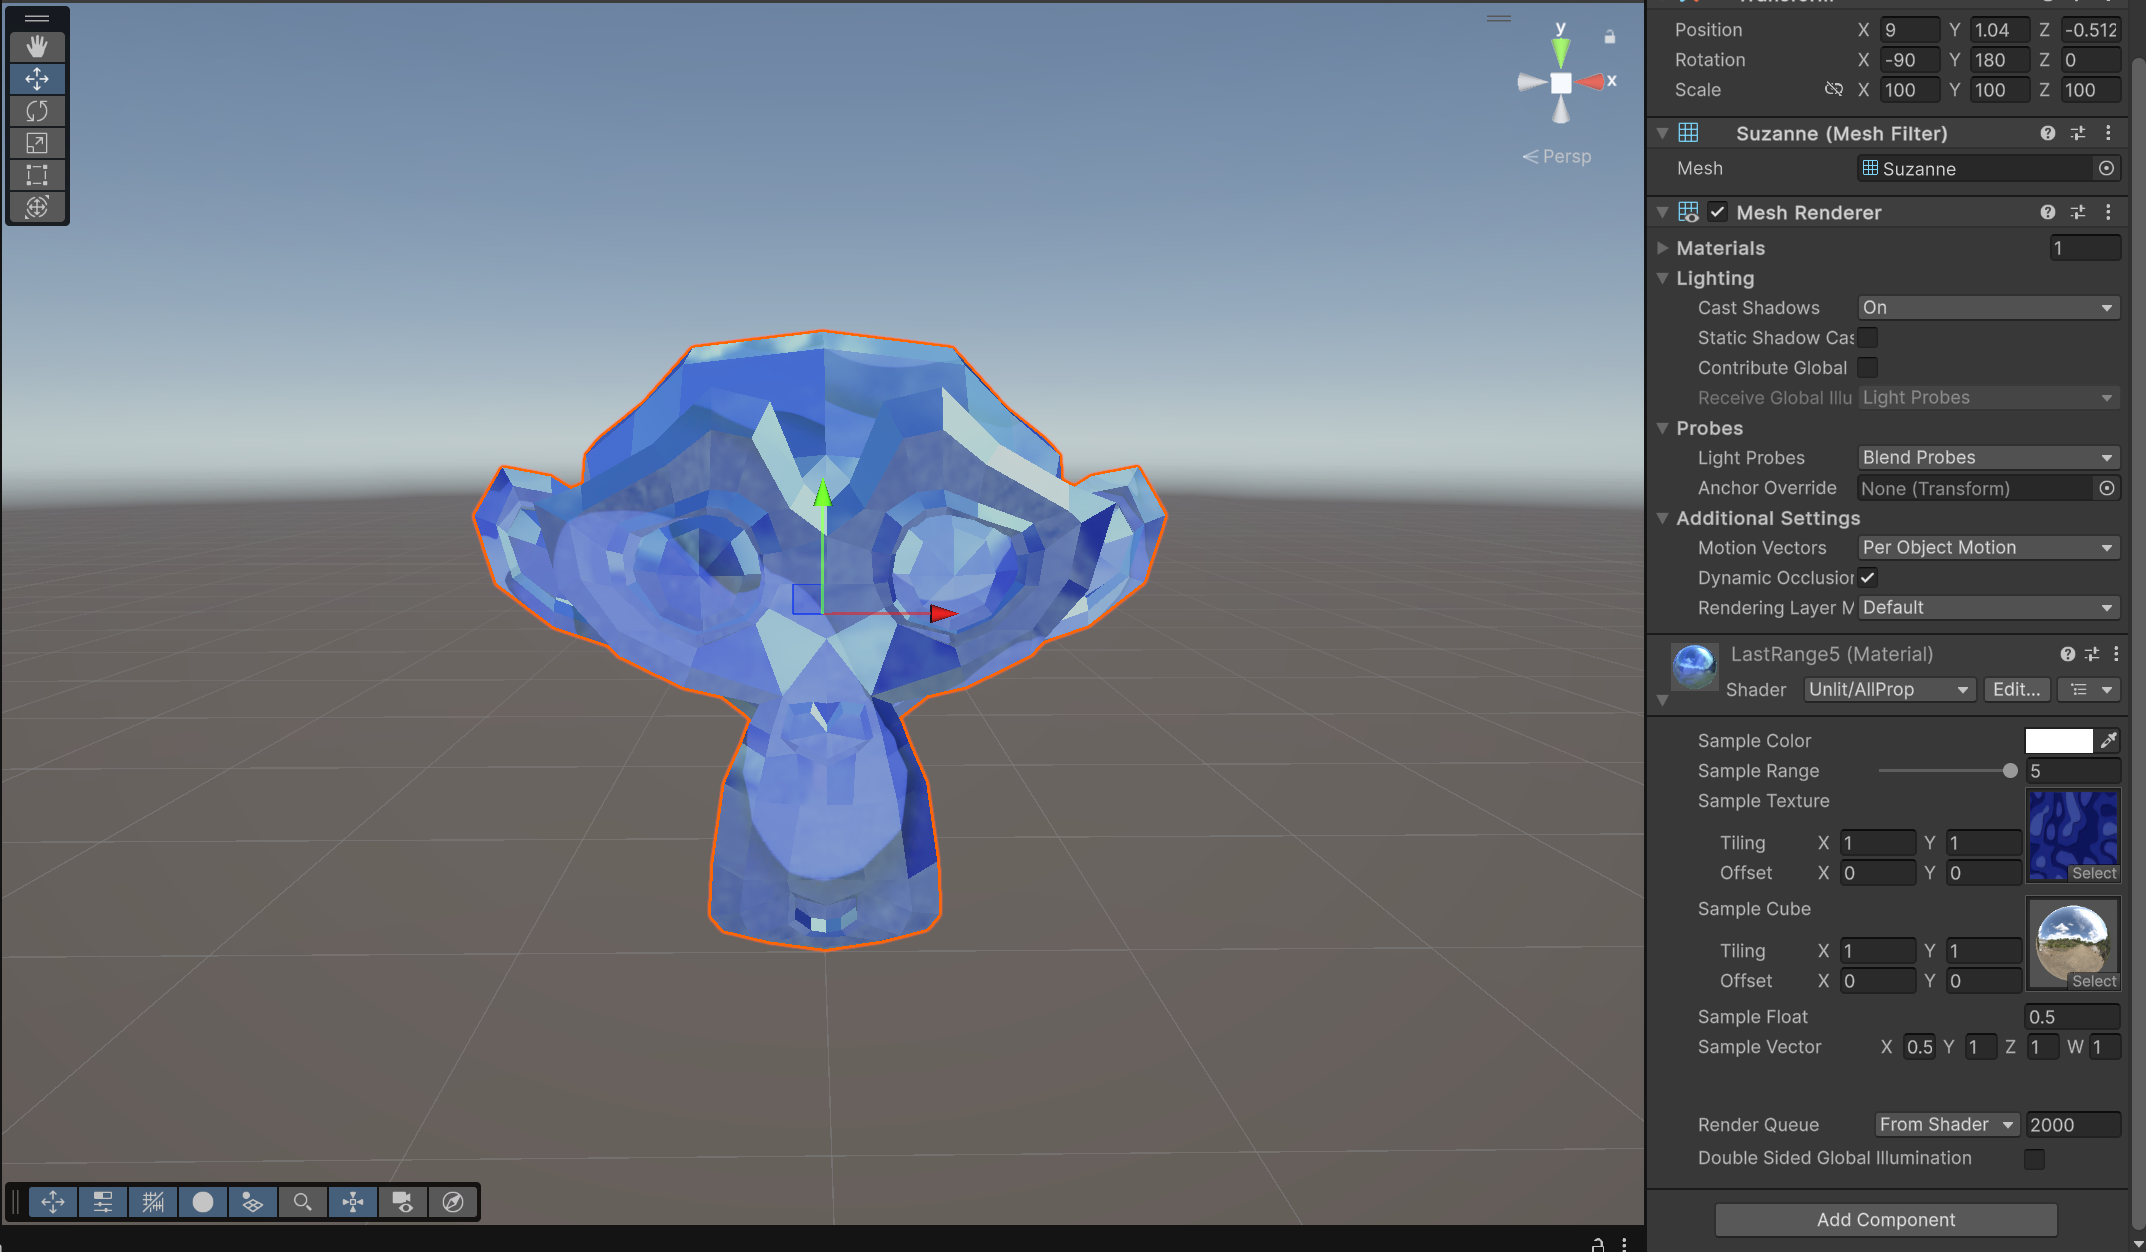 y
x
Persp
Position X 9 Y 1.04 Z -0.512
Rotation X -90 Y 180 Z 0
Scale X 100 Y 100 Z 100
Suzanne (Mesh Filter)
Mesh Suzanne
Mesh Renderer
Materials 1
Lighting
Cast Shadows On
Static Shadow Cas
Contribute Global
Receive Global Illu Light Probes
Probes
Light Probes Blend Probes
Anchor Override None (Transform)
Additional Settings
Motion Vectors Per Object Motion
Dynamic Occlusion
Rendering Layer M Default
LastRange5 (Material)
Shader Unlit/AllProp Edit...
Sample Color
Sample Range 5
Sample Texture
Tiling X 1 Y 1
Offset X 0 Y 0 Select
Sample Cube
Tiling X 1 Y 1
Offset X 0 Y 0 Select
Sample Float 0.5
Sample Vector X 0.5 Y 1 Z 1 W 1
Render Queue From Shader 2000
Double Sided Global Illumination
Add Component